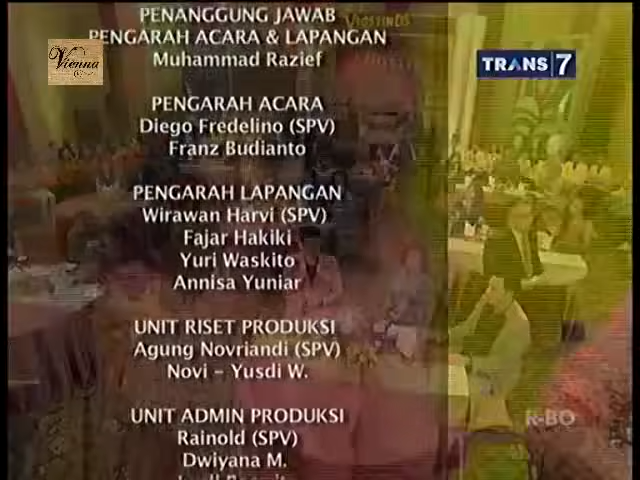 PENANGGUNG JAWAB
PENGARAH ACARA & LAPANGAN
Muhammad Razief
Vienna
TRANS 7
PENGARAH ACARA
Diego Fredelino (SPV)
Franz Budianto
PENGARAH LAPANGAN
Wirawan Harvi (SPV)
Fajar Hakiki
Yuri Waskito
Annisa Yuniar
UNIT RISET PRODUKSI
Agung Novriandi (SPV)
Novi - Yusdi W.
UNIT ADMIN PRODUKSI
Rainold (SPV)
Dwiyana M.
R-BO